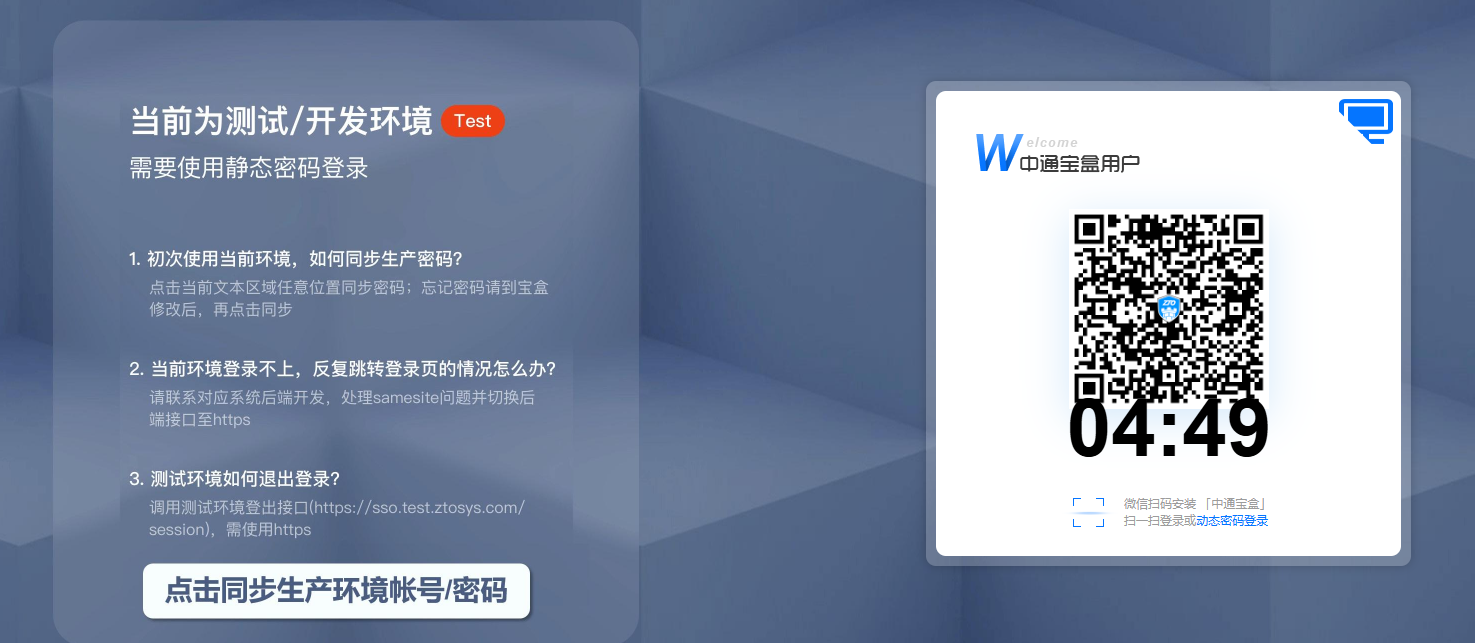 当前为测试/开发环境 Test
需要使用静态密码登录
1. 初次使用当前环境，如何同步生产密码?
点击当前文本区域任意位置同步密码；忘记密码请到宝盒
修改后，再点击同步
2. 当前环境登录不上，反复跳转登录页的情况怎么办?
请联系对应系统后端开发，处理samesite问题并切换后
端接口至https
3. 测试环境如何退出登录?
调用测试环境登出接口(https://sso.test.ztosys.com/
session)，需使用https
点击同步生产环境帐号/密码
Welcome
中通宝盒用户
ZTO
04:49
微信扫码安装「中通宝盒」
扫一扫登录或动态密码登录